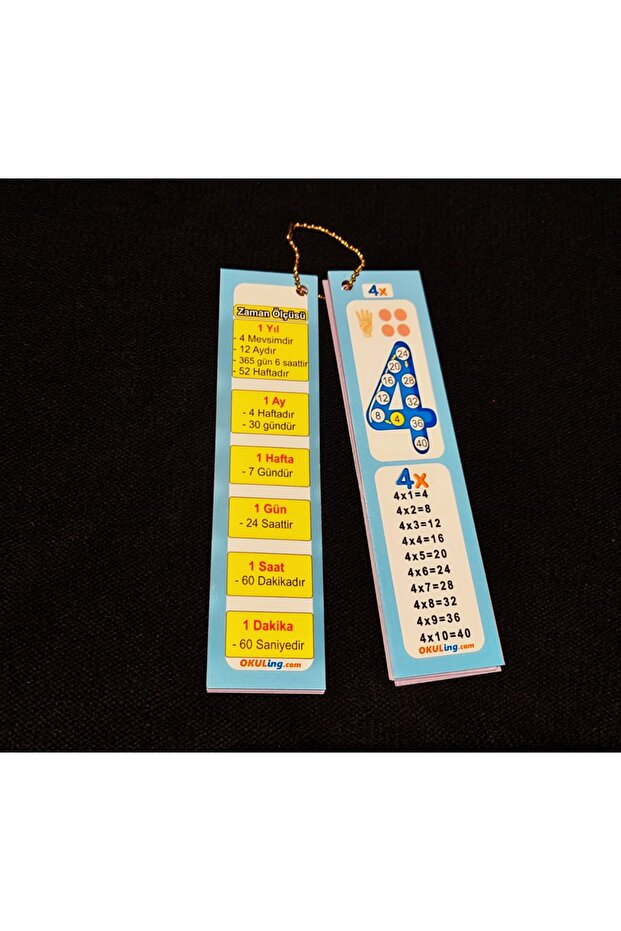 Zaman Ölçüsü
1 Yıl
- 4 Mevsimdir
- 12 Aydır
- 365 gün 6 saattir
- 52 Haftadır
1 Ay
- 4 Haftadır
- 30 gündür
1 Hafta
- 7 Gündür
1 Gün
- 24 Saattir
1 Saat
- 60 Dakikadır
1 Dakika
- 60 Saniyedir
OKULing.com
4x
24
20
16 28
12 32
8 4 36
40
4x
4x1=4
4x2=8
4x3=12
4x4=16
4x5=20
4x6=24
4x7=28
4x8=32
4x9=36
4x10=40
OKULing.com